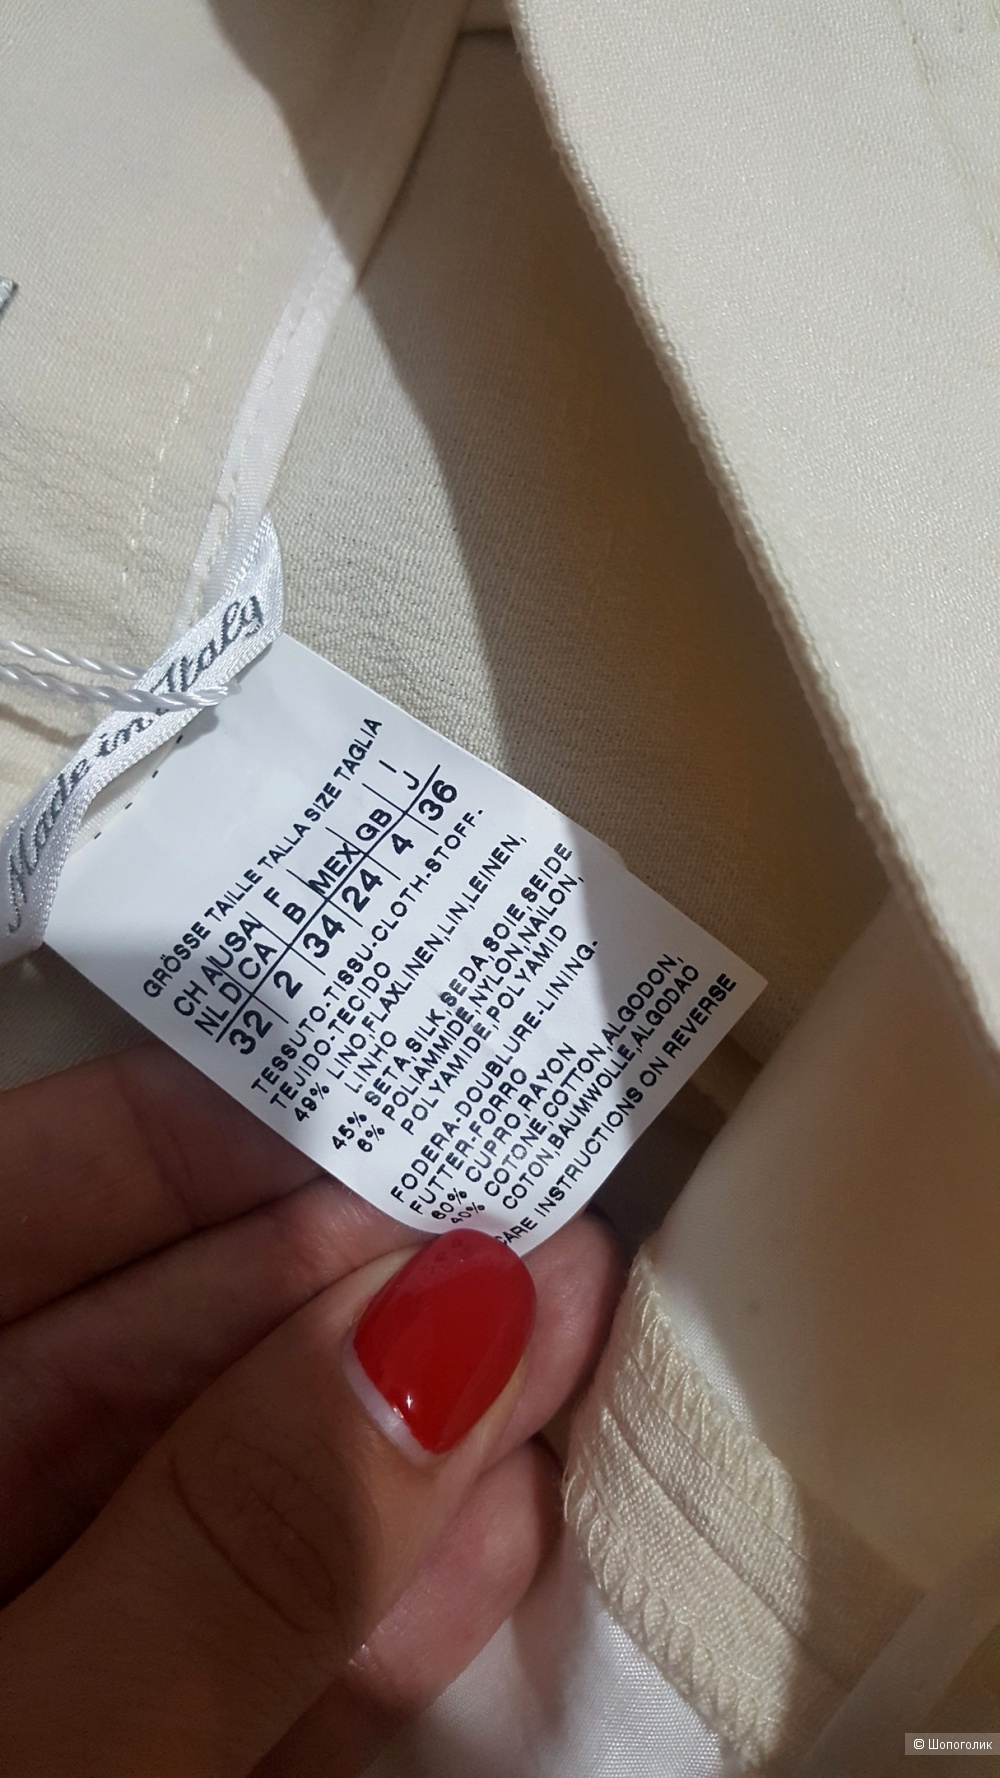 Made in Italy
GRÖSSE TAILLE TALLA SIZE TAGLIA
CH A USA F MEX GB I
NL D CA B J
32 2 34 24 4 36
TESSUTO-TISSU-CLOTH-STOFF-
TEJIDO-TECIDO
49% LINO,FLAXLINEN,LIN,LEINEN,
LINHO
45% SETA,SILK,SEDA,SOIE,SEIDE
6% POLIAMMIDE,NYLON,NAILON,
POLYAMIDE,POLYAMID
FODERA-DOUBLURE-LINING-
FUTTER-FORRO
60% CUPRO,RAYON
40% COTONE,COTTON,ALGODON,
COTON,BAUMWOLLE,ALGODAO
CARE INSTRUCTIONS ON REVERSE
© Шопоголик